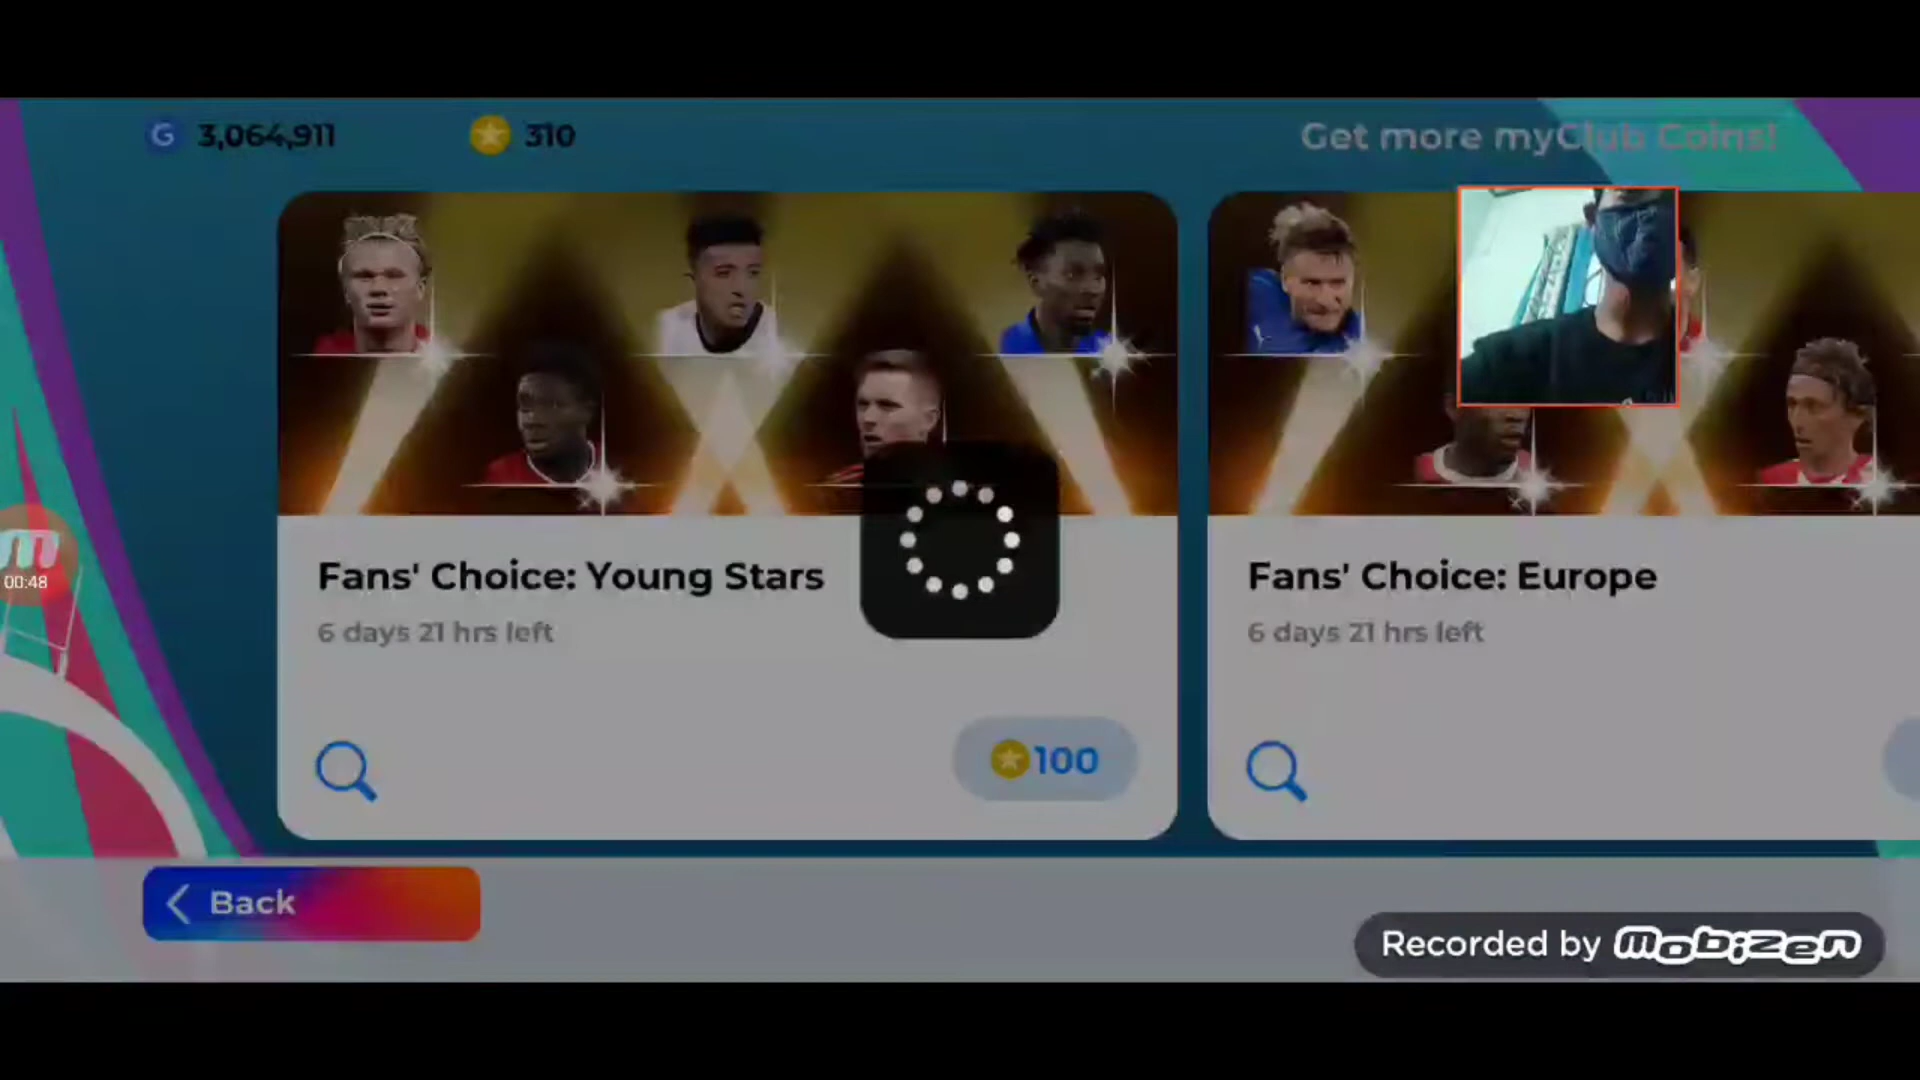 G 3,064,911
310
Get more myClub Coins!
Fans' Choice: Young Stars
6 days 21 hrs left
100
Fans' Choice: Europe
6 days 21 hrs left
m
00:48
Back
Recorded by mobizen